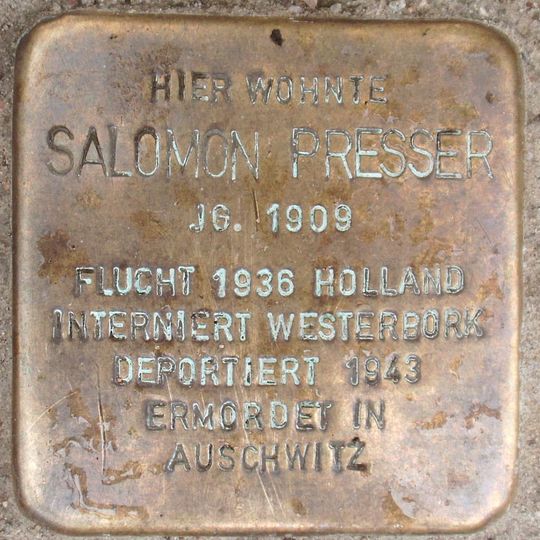 HIER WOHNTE
SALOMON PRESSER
JG. 1909
FLUCHT 1936 HOLLAND
INTERNIERT WESTERBORK
DEPORTIERT 1943
ERMORDET IN
AUSCHWITZ